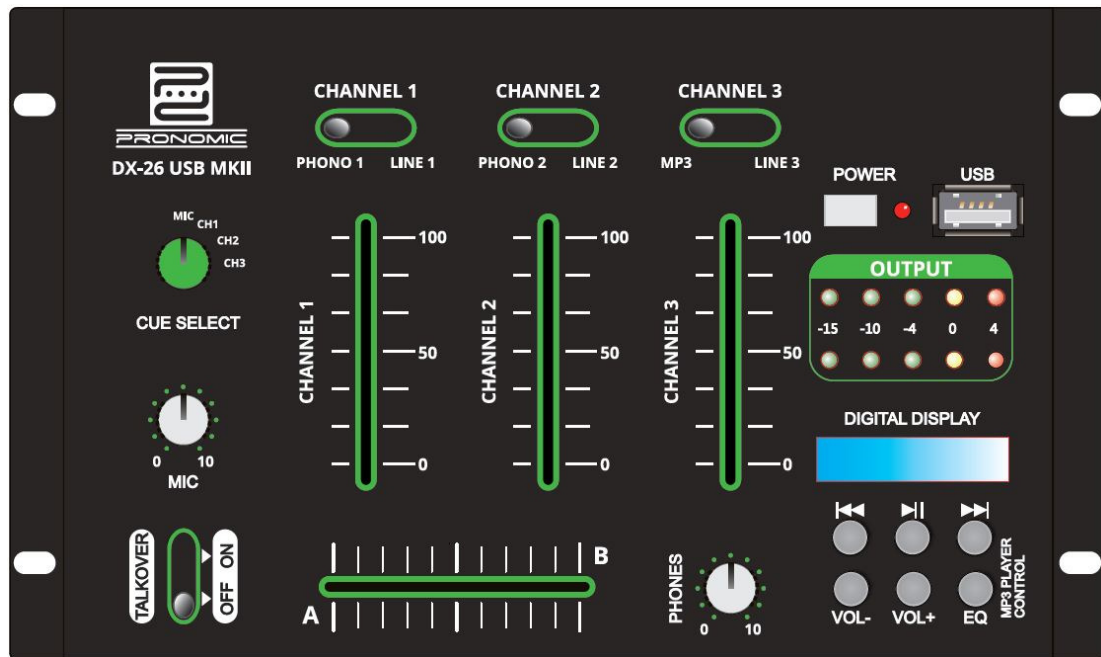 PRONOMIC
DX-26 USB MKII
CHANNEL 1
PHONO 1 LINE 1
CHANNEL 2
PHONO 2 LINE 2
CHANNEL 3
MP3 LINE 3
POWER
USB
MIC
CH1
CH2
CH3
CUE SELECT
0 10
MIC
TALKOVER
ON
OFF
CHANNEL 1
100
50
0
CHANNEL 2
100
50
0
CHANNEL 3
100
50
0
A
B
PHONES
0 10
OUTPUT
-15 -10 -4 0 4
DIGITAL DISPLAY
VOL- VOL+ EQ
MP3 PLAYER
CONTROL